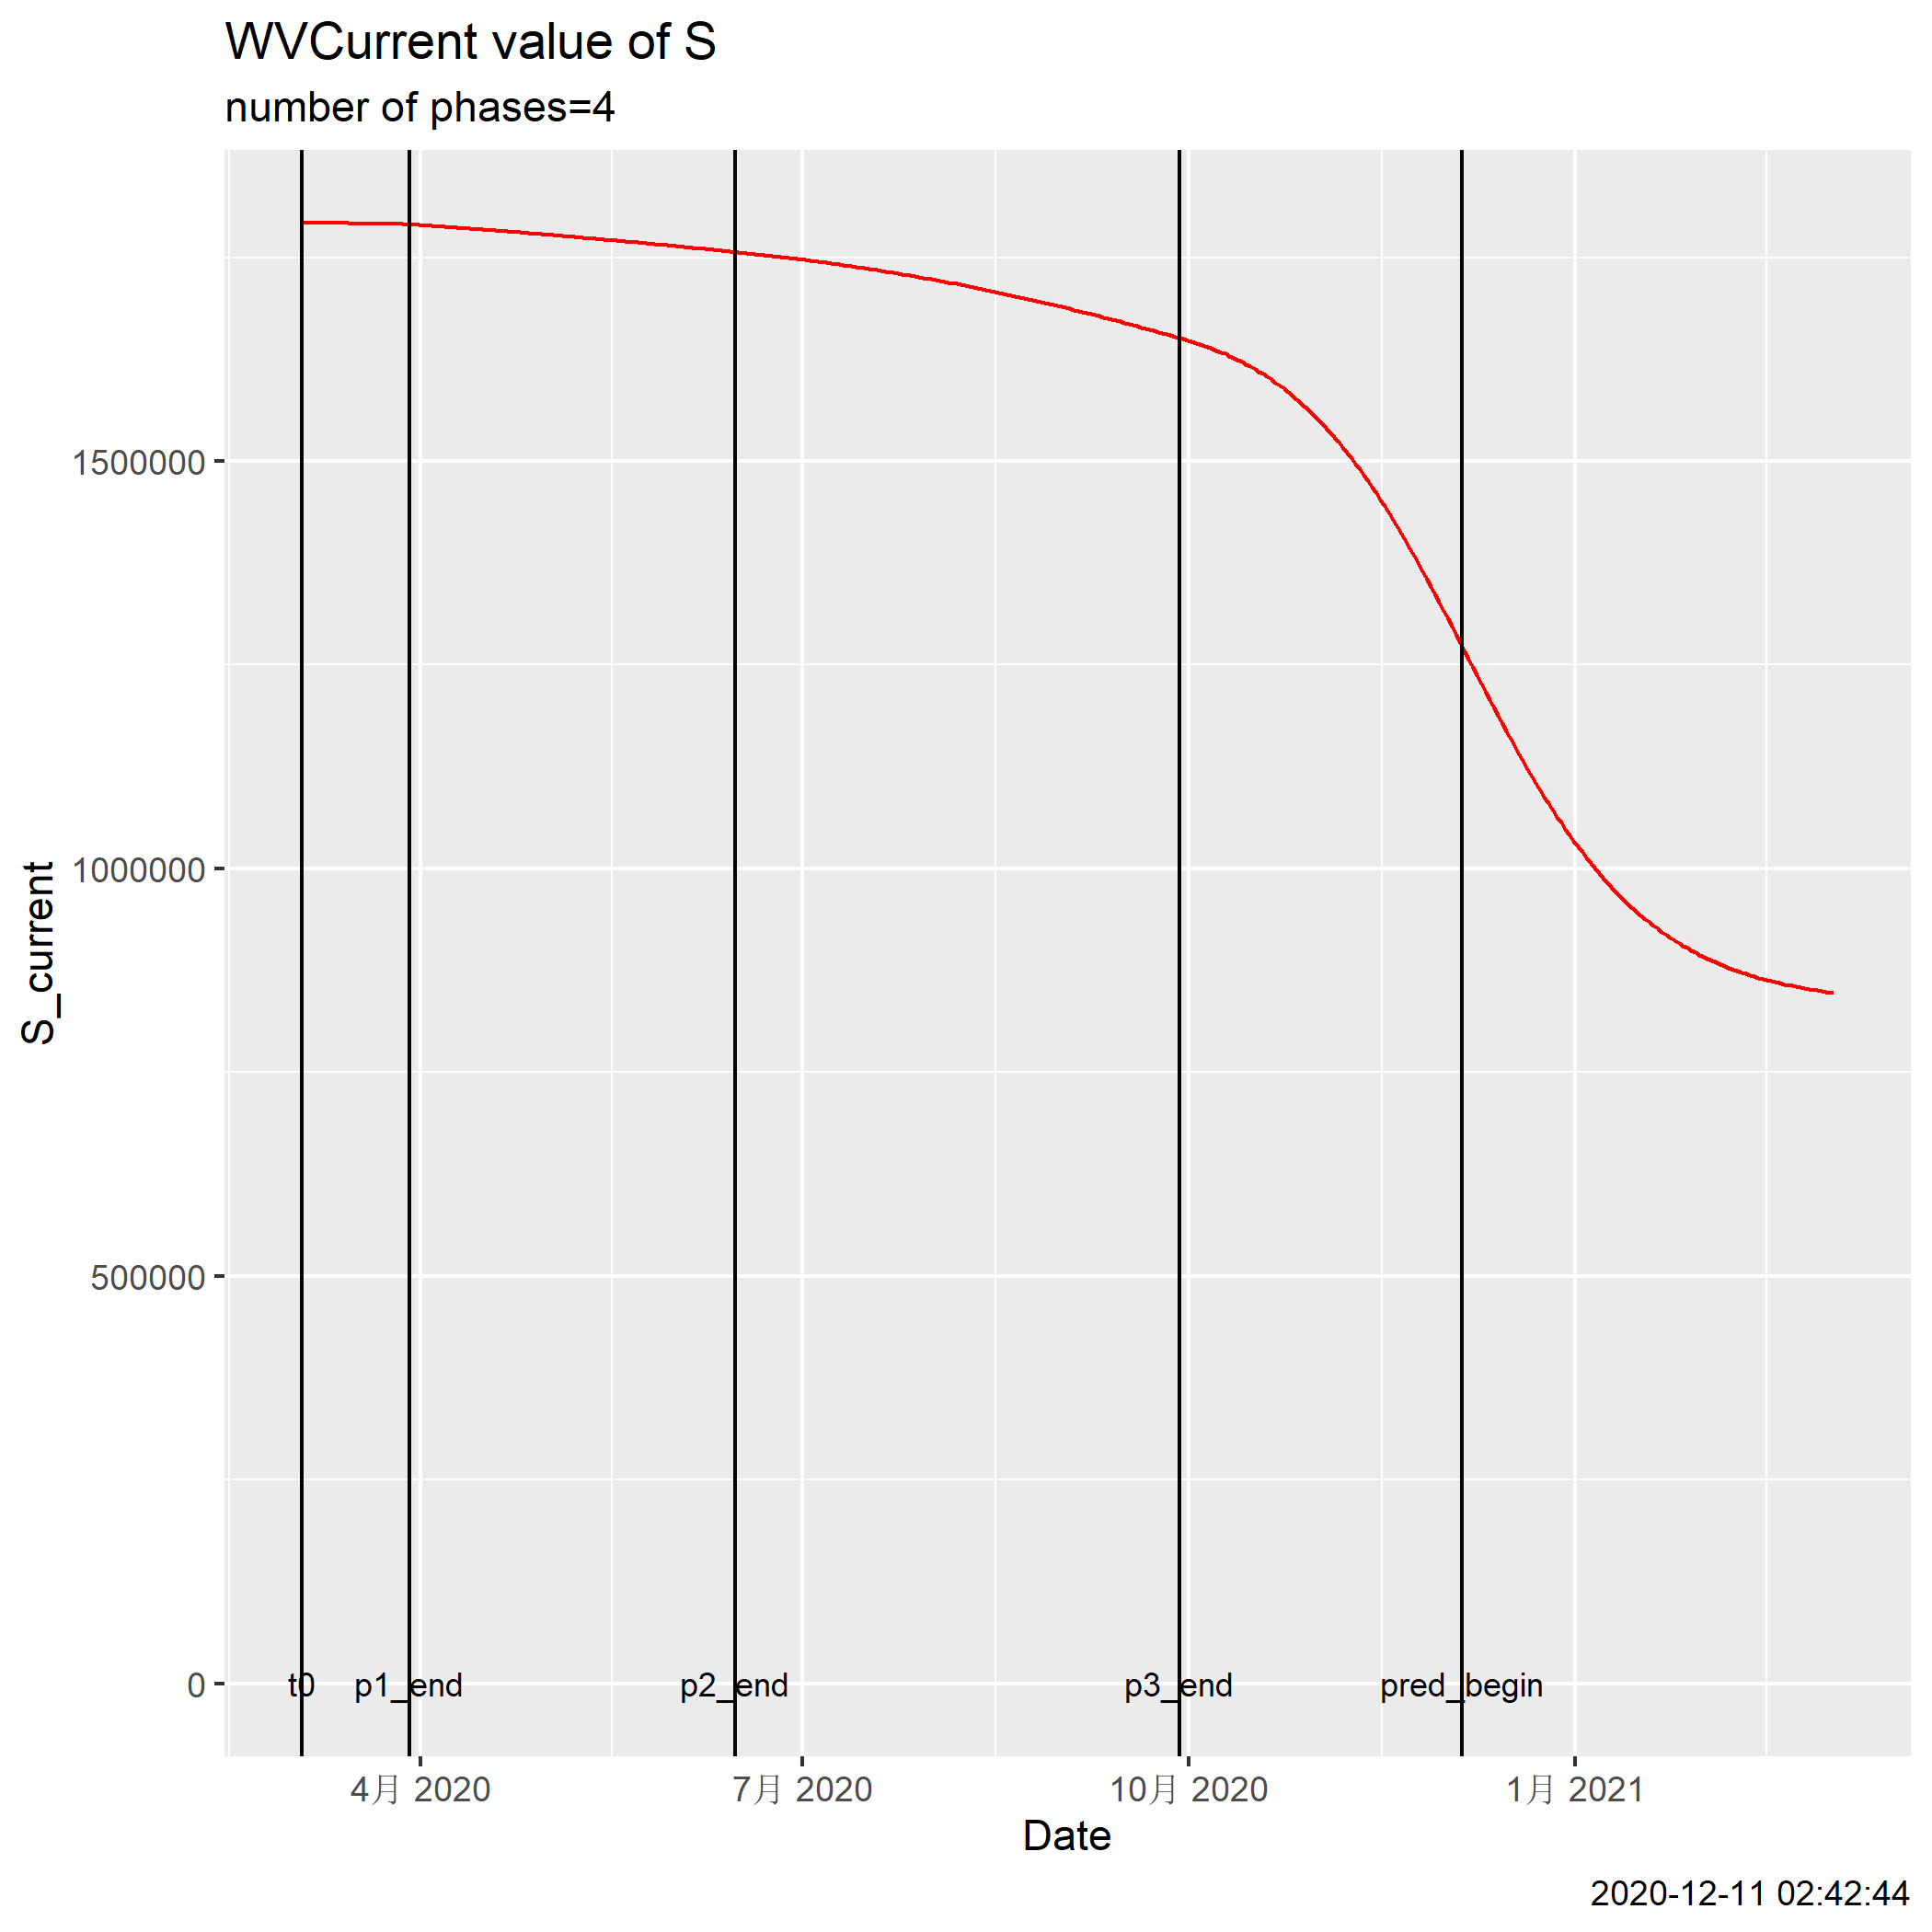 WVCurrent value of S
number of phases=4
S_current
1500000
1000000
500000
0
t0 p1_end p2_end p3_end pred_begin
4月 2020 7月 2020 10月 2020 1月 2021
Date
2020-12-11 02:42:44